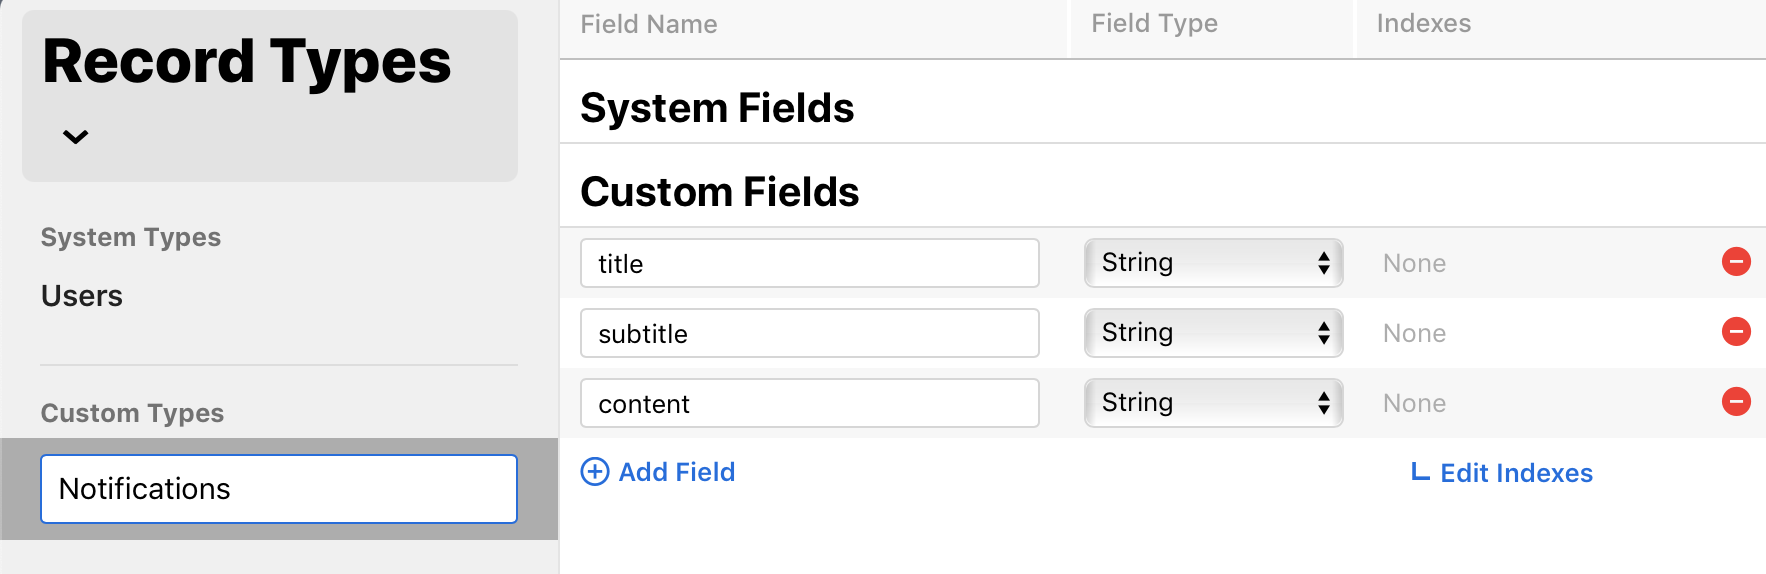 Record Types
System Types
Users
Custom Types
Notifications
Field Name Field Type Indexes
System Fields
Custom Fields
title String None
subtitle String None
content String None
Add Field Edit Indexes